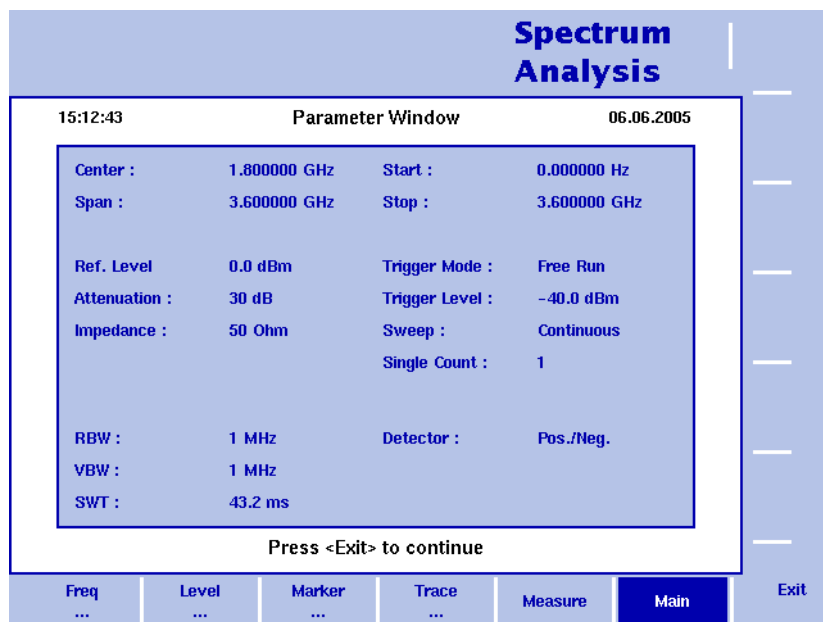 Spectrum
Analysis
15:12:43 Parameter Window 06.06.2005
Center : 1.800000 GHz Start : 0.000000 Hz
Span : 3.600000 GHz Stop : 3.600000 GHz
Ref. Level 0.0 dBm Trigger Mode : Free Run
Attenuation : 30 dB Trigger Level : -40.0 dBm
Impedance : 50 Ohm Sweep : Continuous
Single Count : 1
RBW : 1 MHz Detector : Pos./Neg.
VBW : 1 MHz
SWT : 43.2 ms
Press <Exit> to continue
Freq Level Marker Trace Measure Main Exit
... ... ... ...